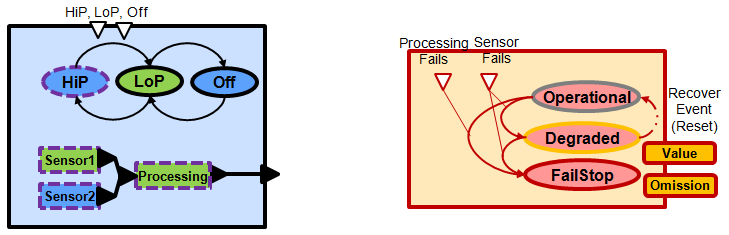 HiP, LoP, Off
HiP
LoP
Off
Sensor1
Sensor2
Processing
Processing
Fails
Sensor
Fails
Operational
Degraded
FailStop
Recover
Event
(Reset)
Value
Omission